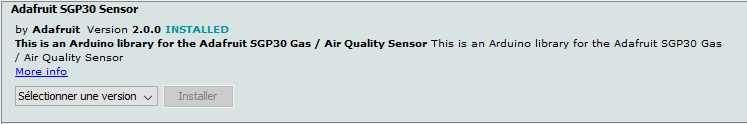 Adafruit SGP30 Sensor
by Adafruit Version 2.0.0 INSTALLED
This is an Arduino library for the Adafruit SGP30 Gas / Air Quality Sensor This is an Arduino library for the Adafruit SGP30 Gas
/ Air Quality Sensor
More info
Sélectionner une version Installer